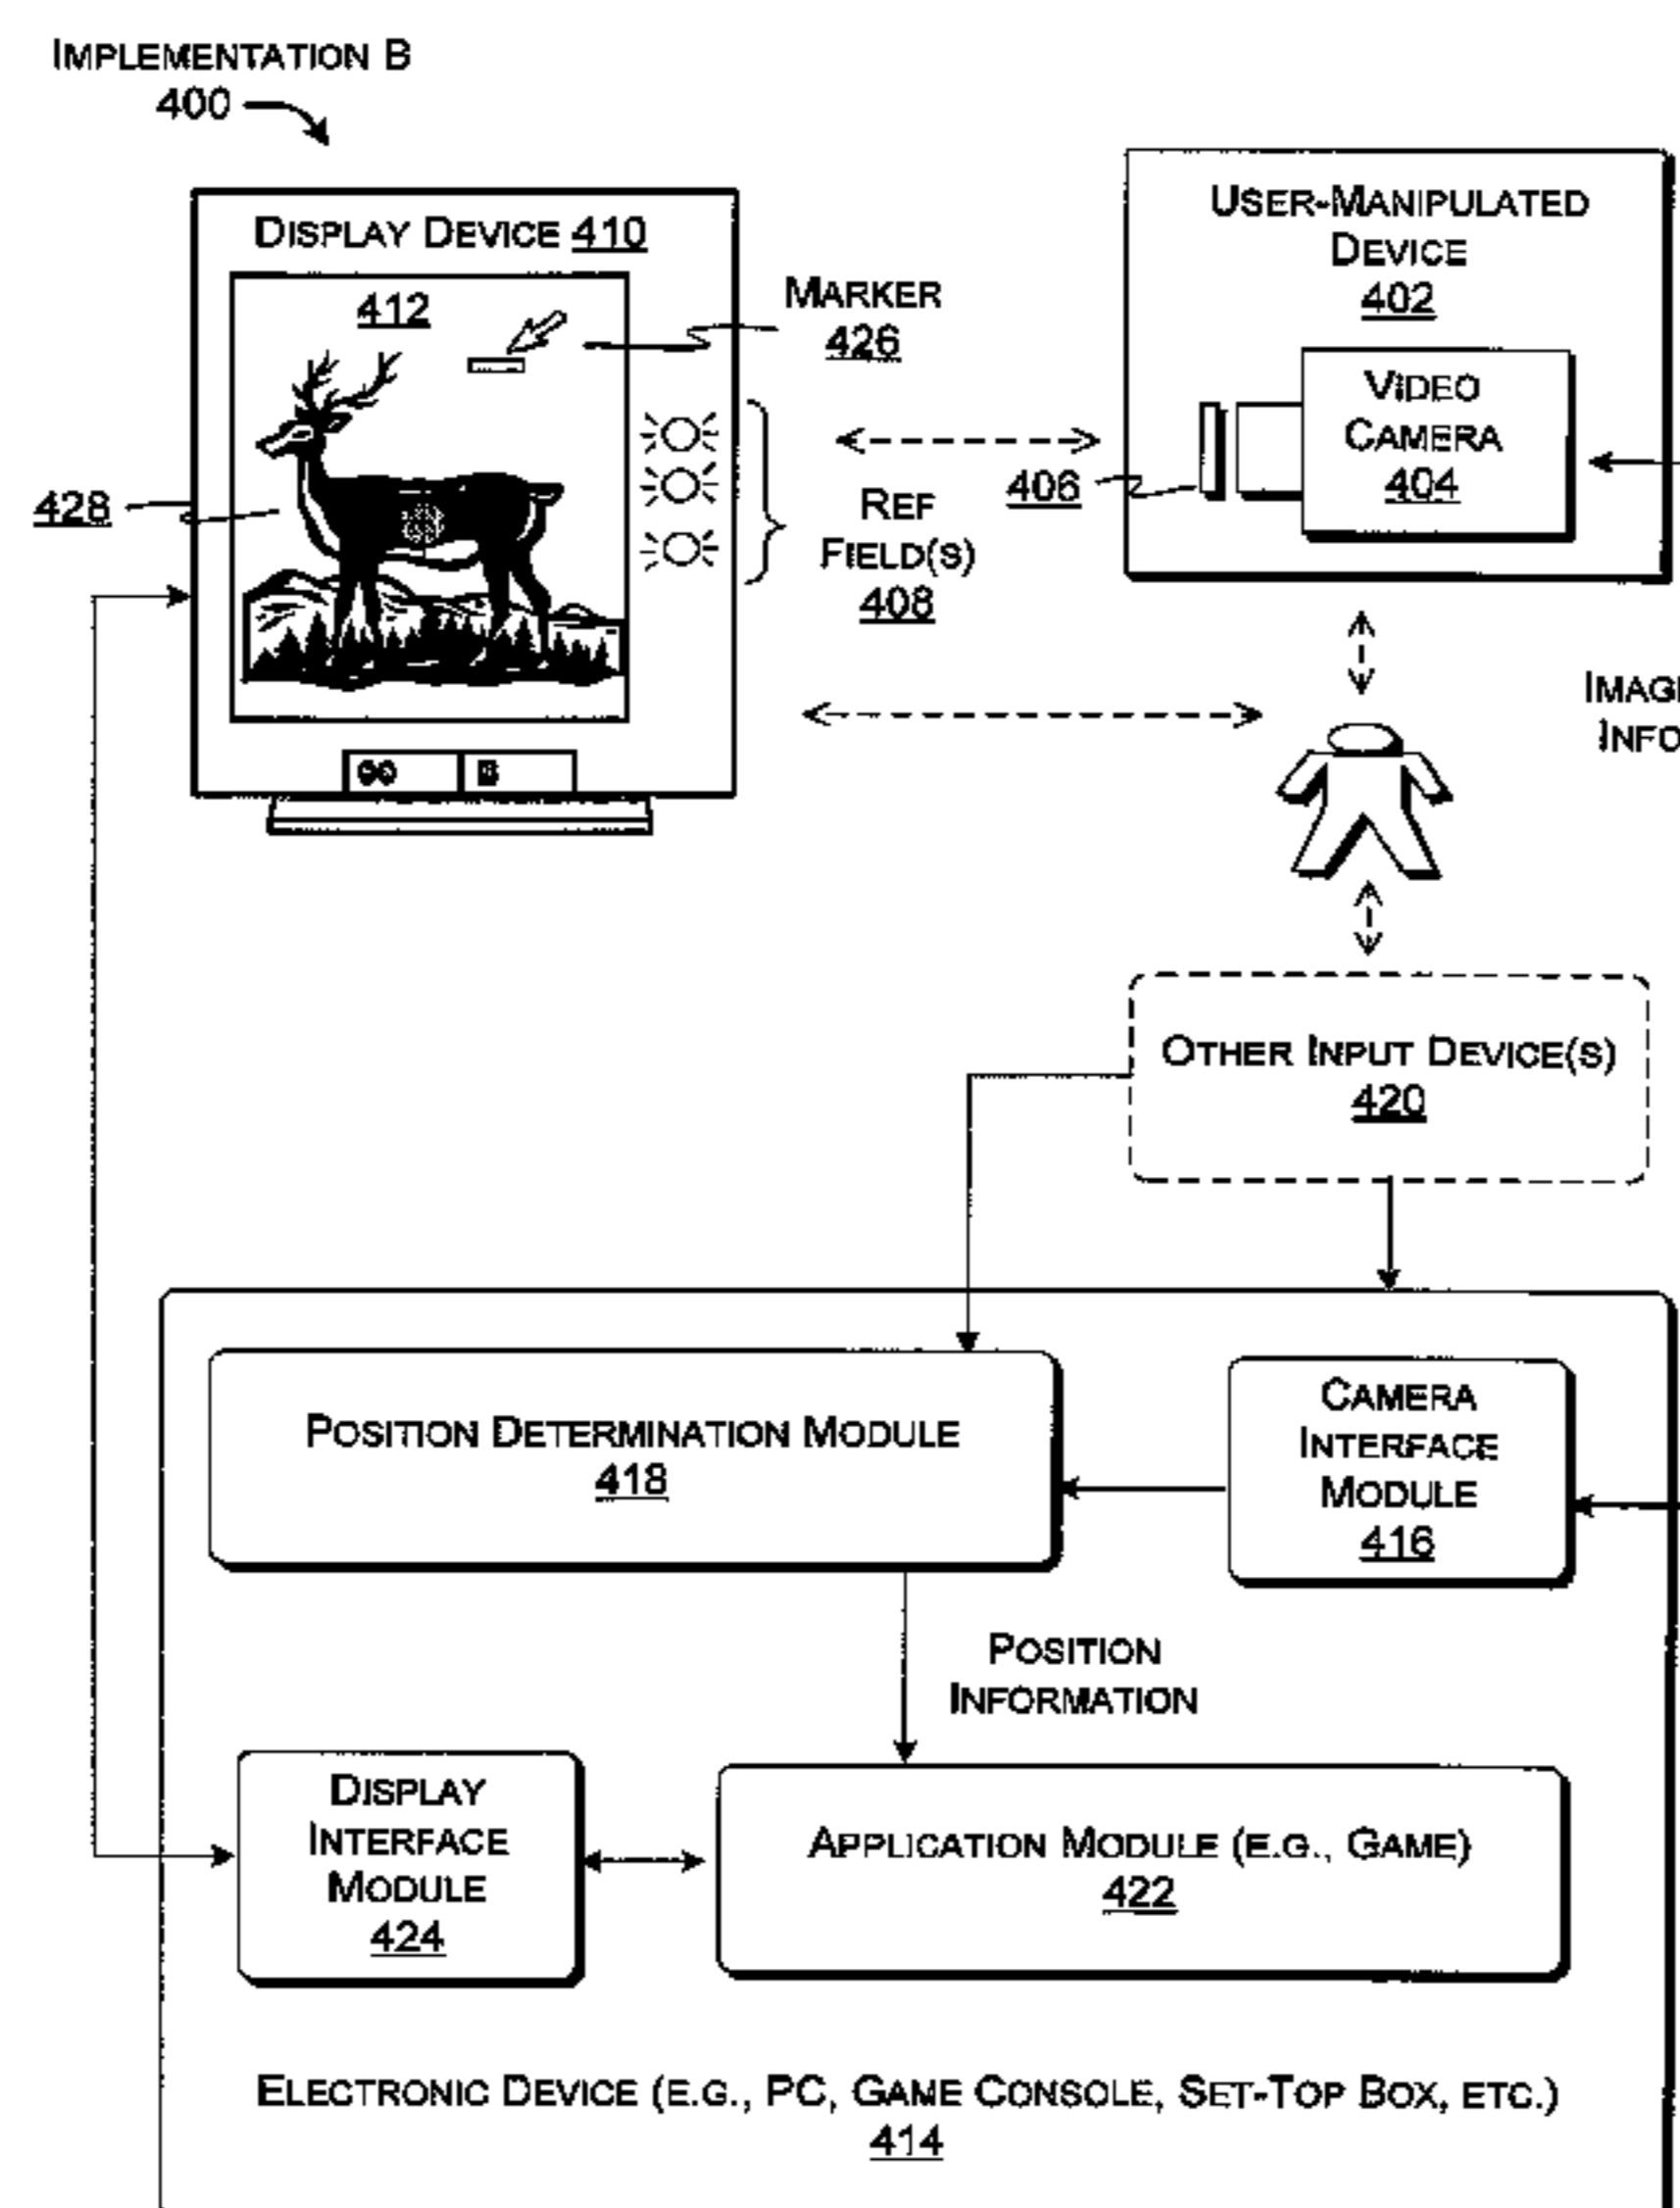 IMPLEMENTATION B
400
DISPLAY DEVICE 410
412
MARKER
426
428
REF
FIELD(S)
408
USER-MANIPULATED
DEVICE
402
VIDEO
CAMERA
404
406
OTHER INPUT DEVICE(S)
420
POSITION DETERMINATION MODULE
418
CAMERA
INTERFACE
MODULE
416
POSITION
INFORMATION
DISPLAY
INTERFACE
MODULE
424
APPLICATION MODULE (E.G., GAME)
422
ELECTRONIC DEVICE (E.G., PC, GAME CONSOLE, SET-TOP BOX, ETC.)
414